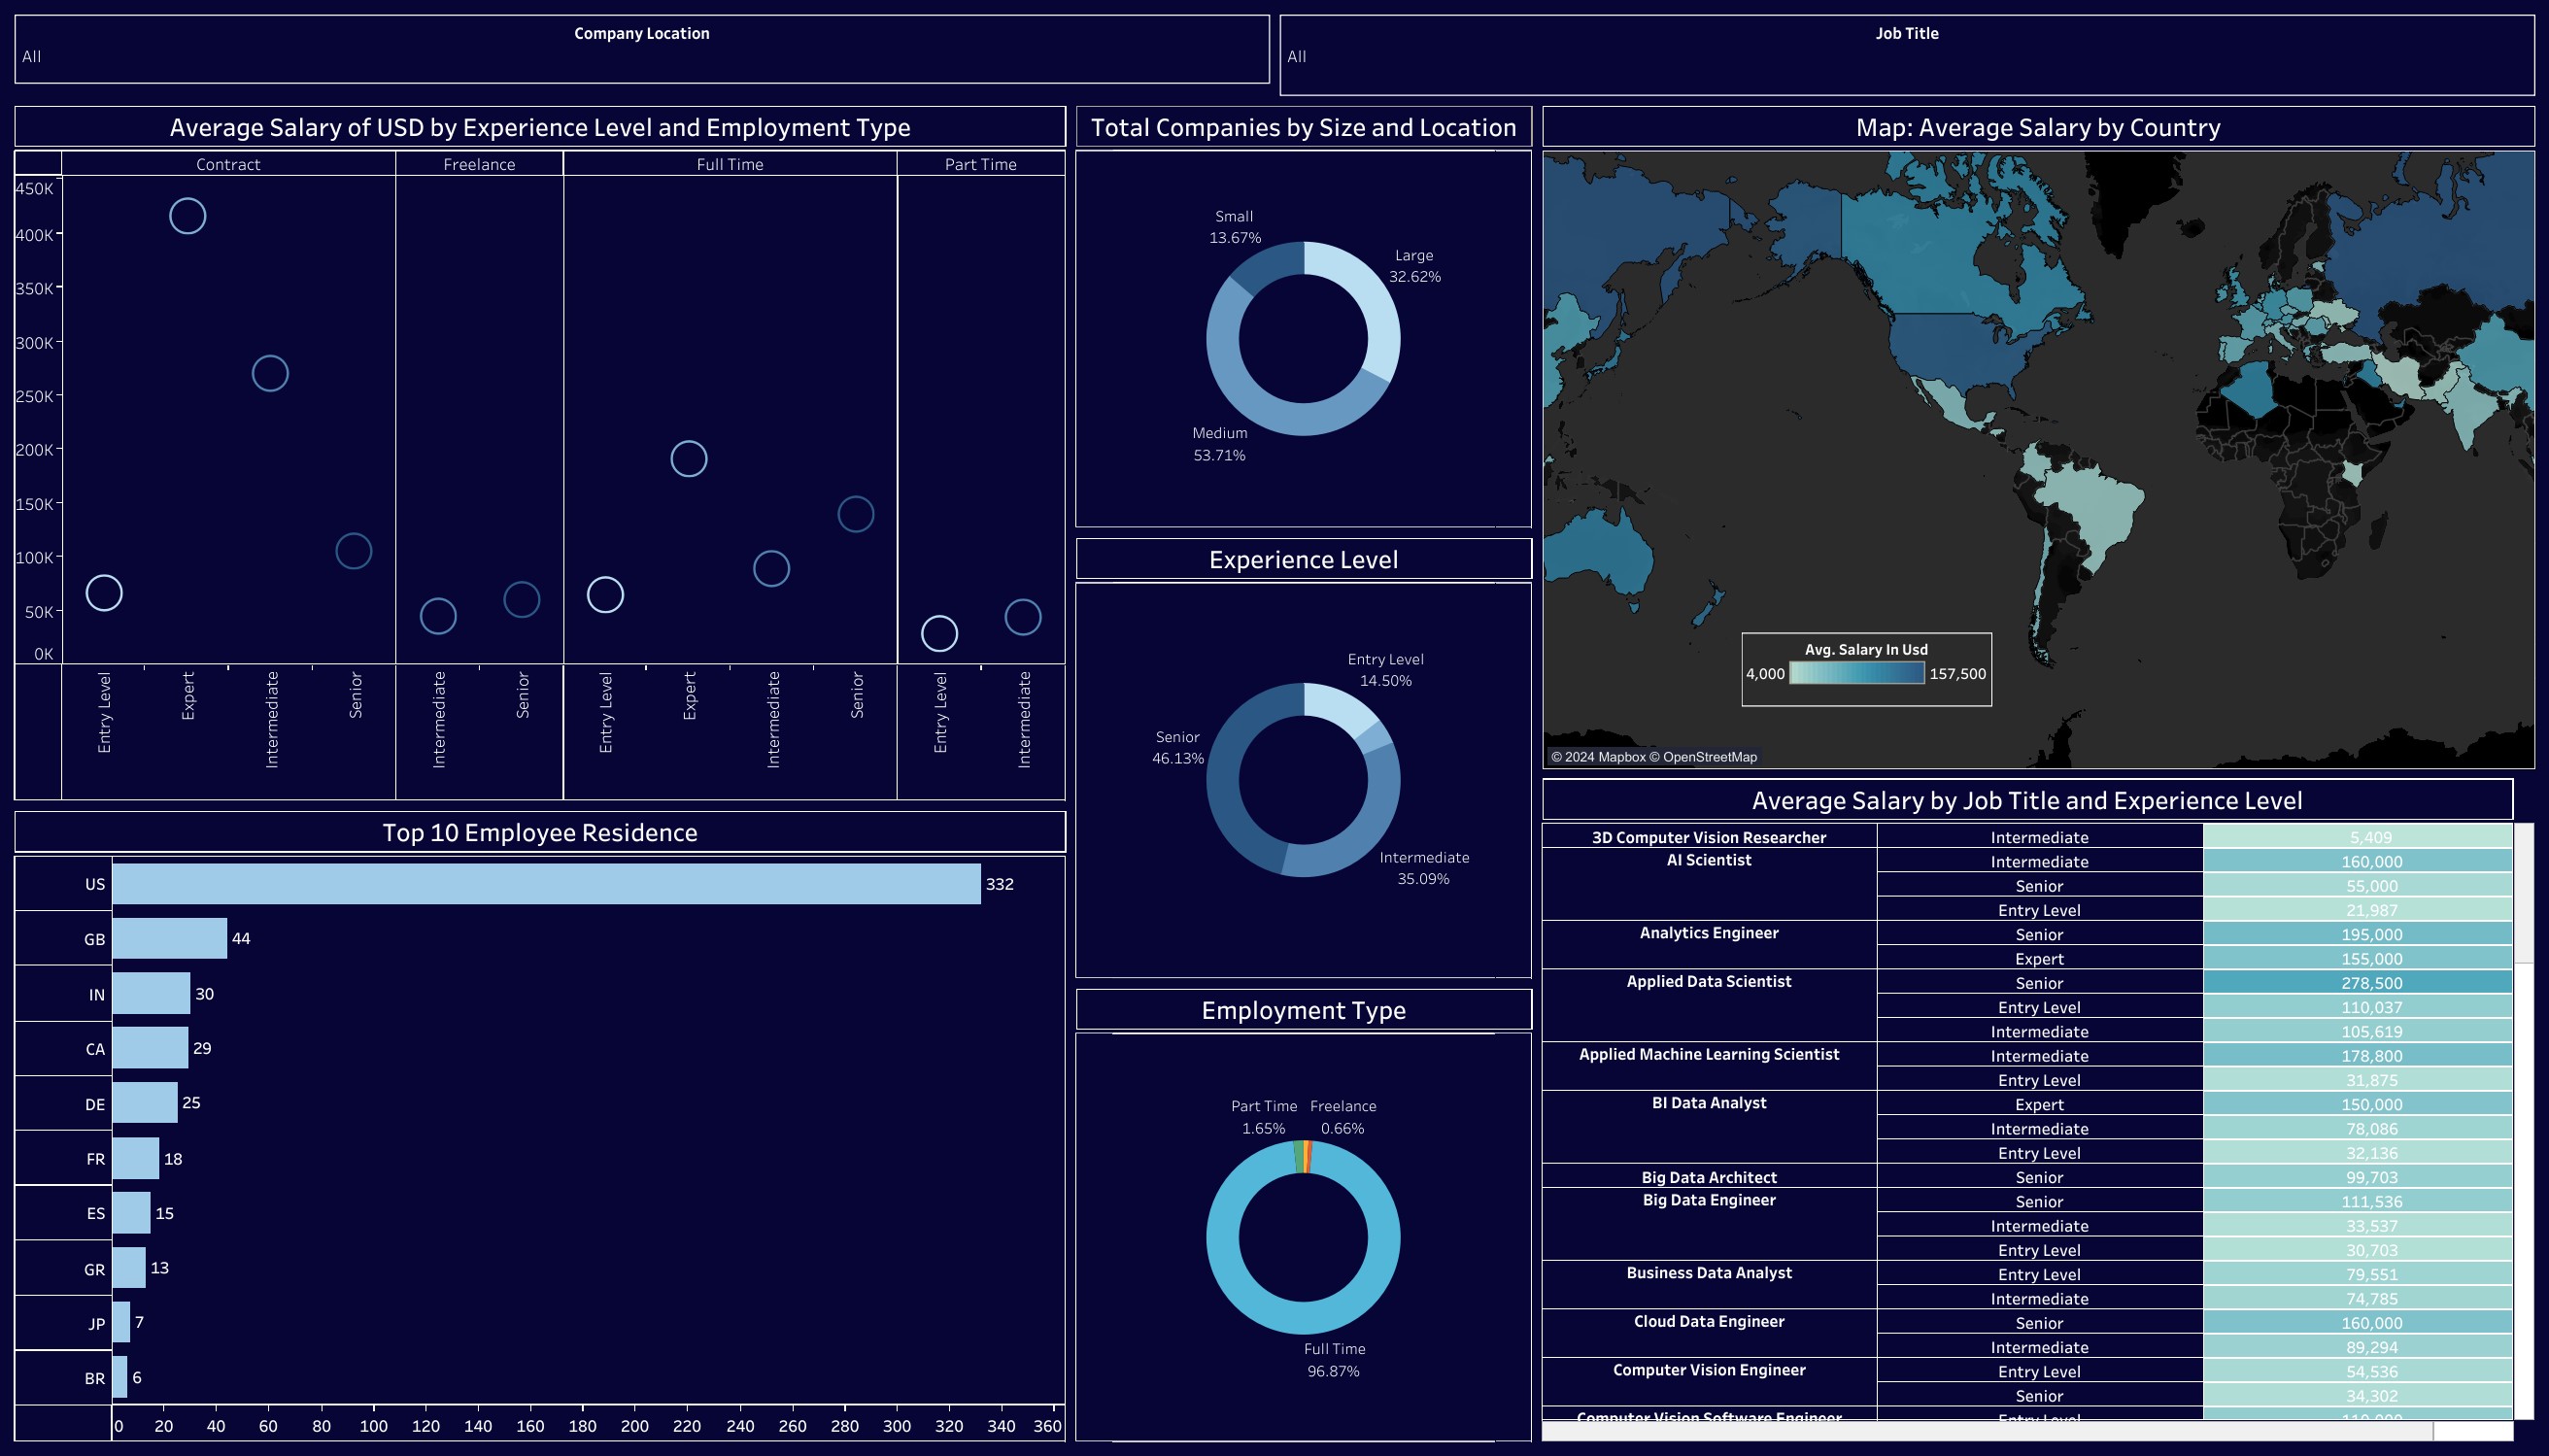 Company Location
All
Job Title
All
Average Salary of USD by Experience Level and Employment Type
Contract
Freelance
Full Time
Part Time
450K
400K
350K
300K
250K
200K
150K
100K
50K
0K
Entry Level
Expert
Intermediate
Senior
Intermediate
Senior
Entry Level
Expert
Intermediate
Senior
Entry Level
Intermediate
Top 10 Employee Residence
US 332
GB 44
IN 30
CA 29
DE 25
FR 18
ES 15
GR 13
JP 7
BR 6
0 20 40 60 80 100 120 140 160 180 200 220 240 260 280 300 320 340 360
Total Companies by Size and Location
Small
13.67%
Large
32.62%
Medium
53.71%
Experience Level
Entry Level
14.50%
Senior
46.13%
Intermediate
35.09%
Employment Type
Part Time
1.65%
Freelance
0.66%
Full Time
96.87%
Map: Average Salary by Country
Avg. Salary In Usd
4,000 157,500
© 2024 Mapbox © OpenStreetMap
Average Salary by Job Title and Experience Level
3D Computer Vision Researcher Intermediate 5,409
AI Scientist Intermediate 160,000
Senior 55,000
Entry Level 21,987
Analytics Engineer Senior 195,000
Expert 155,000
Applied Data Scientist Senior 278,500
Entry Level 110,037
Intermediate 105,619
Applied Machine Learning Scientist Intermediate 178,800
Entry Level 31,875
BI Data Analyst Expert 150,000
Intermediate 78,086
Entry Level 32,136
Big Data Architect Senior 99,703
Big Data Engineer Senior 111,536
Intermediate 33,537
Entry Level 30,703
Business Data Analyst Entry Level 79,551
Intermediate 74,785
Cloud Data Engineer Senior 160,000
Intermediate 89,294
Computer Vision Engineer Entry Level 54,536
Senior 34,302
Computer Vision Software Engineer Entry Level